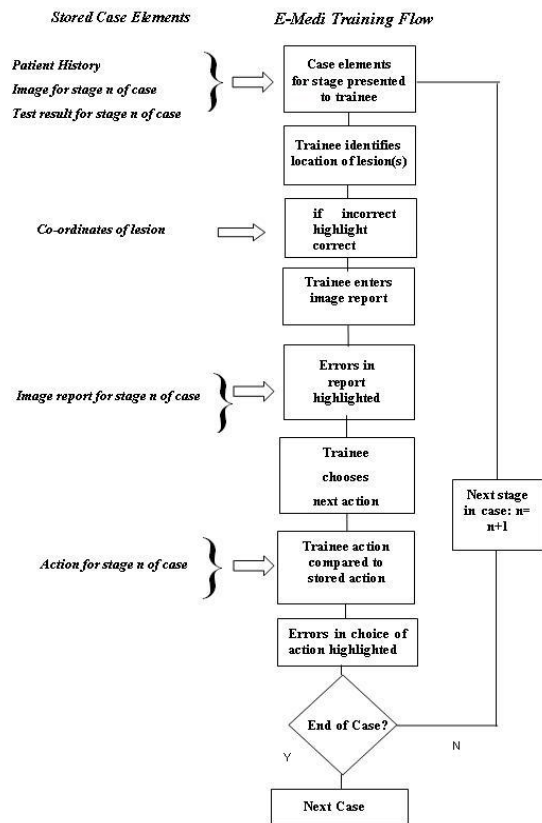 Stored Case Elements
E-Medi Training Flow
Patient History
Image for stage n of case
Test result for stage n of case
Case elements
for stage presented
to trainee
Trainee identifies
location of lesion(s)
Co-ordinates of lesion
if incorrect
highlight
correct
Trainee enters
image report
Image report for stage n of case
Errors in
report
highlighted
Trainee
chooses
next action
Next stage
in case: n=
n+1
Action for stage n of case
Trainee action
compared to
stored action
Errors in choice of
action highlighted
End of Case?
Y
N
Next Case